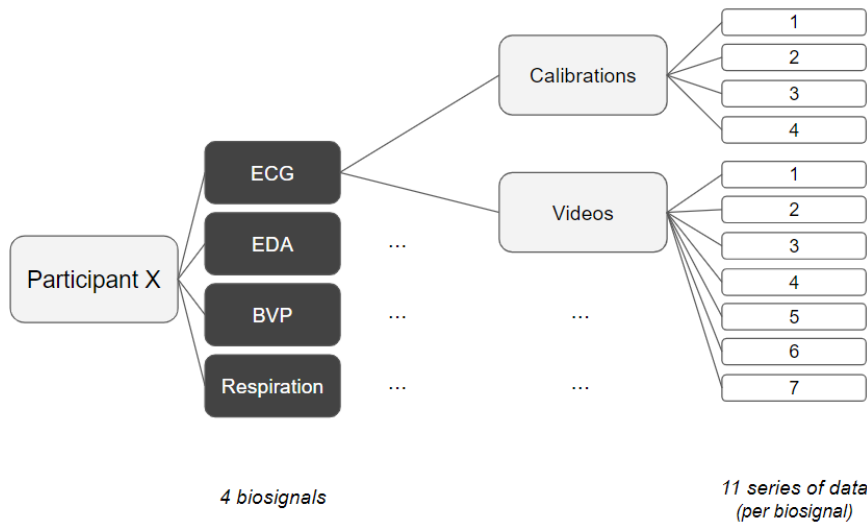 Participant X
ECG
EDA
BVP
Respiration
...
...
...
...
...
Calibrations
Videos
1
2
3
4
1
2
3
4
5
6
7
4 biosignals
11 series of data
(per biosignal)